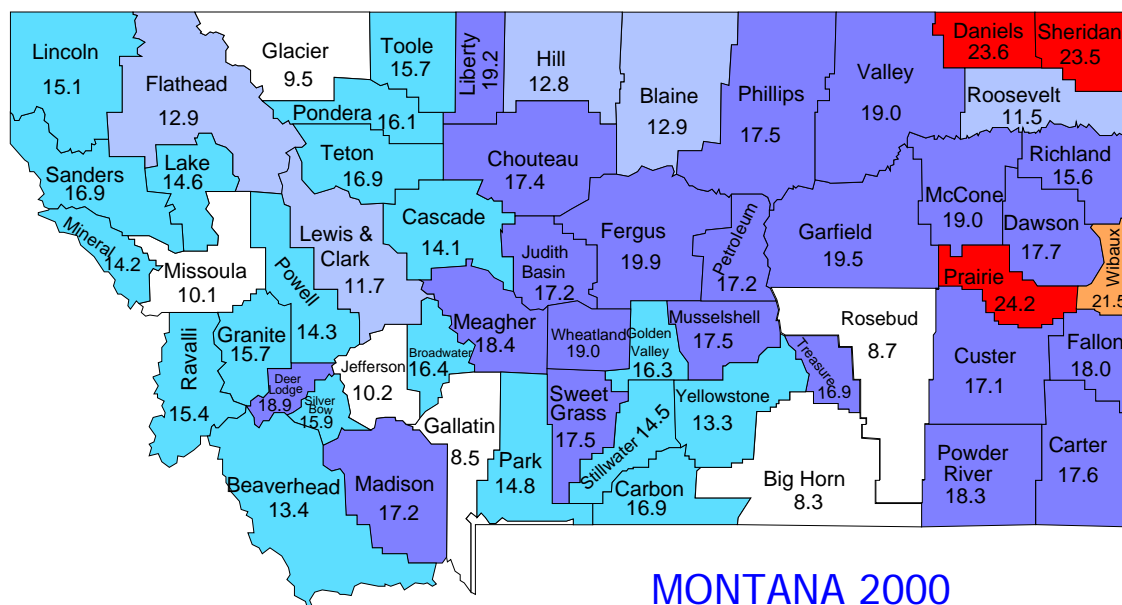 Lincoln
15.1
Flathead
12.9
Glacier
9.5
Toole
15.7
Liberty
19.2
Hill
12.8
Blaine
12.9
Phillips
17.5
Valley
19.0
Daniels
23.6
Sheridan
23.5
Roosevelt
11.5
Pondera
16.1
Teton
16.9
Chouteau
17.4
Sanders
16.9
Lake
14.6
Richland
15.6
McCone
19.0
Dawson
17.7
Wibaux
21.5
Mineral
14.2
Missoula
10.1
Powell
14.3
Lewis &
Clark
11.7
Cascade
14.1
Judith
Basin
17.2
Fergus
19.9
Petroleum
17.2
Garfield
19.5
Prairie
24.2
Ravalli
15.4
Granite
15.7
Deer
Lodge
18.9
Silver
Bow
15.9
Jefferson
10.2
Broadwater
16.4
Meagher
18.4
Wheatland
19.0
Golden
Valley
16.3
Musselshell
17.5
Rosebud
8.7
Treasure
16.9
Custer
17.1
Fallon
18.0
Gallatin
8.5
Sweet
Grass
17.5
Stillwater 14.5
Yellowstone
13.3
Beaverhead
13.4
Madison
17.2
Park
14.8
Carbon
16.9
Big Horn
8.3
Powder
River
18.3
Carter
17.6
MONTANA 2000